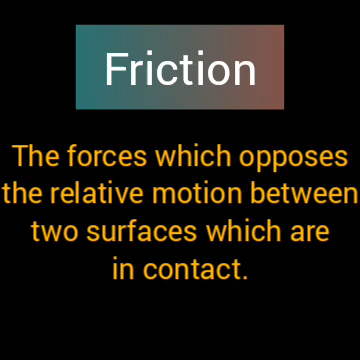 Friction
The forces which opposes
the relative motion between
two surfaces which are
in contact.